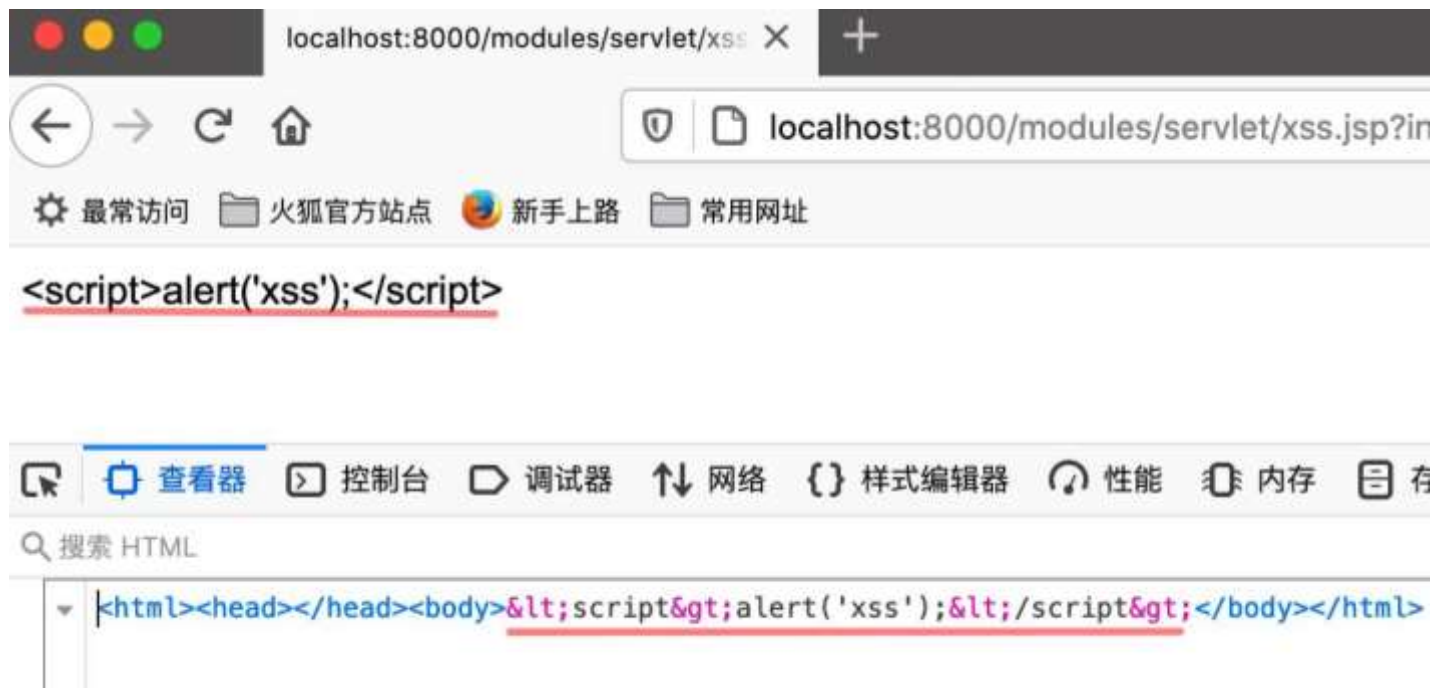 localhost:8000/modules/servlet/xss
localhost:8000/modules/servlet/xss.jsp?in
最常访问 火狐官方站点 新手上路 常用网址
<script>alert('xss');</script>
查看器 控制台 调试器 网络 {} 样式编辑器 性能 内存 存
搜索 HTML
<html><head></head><body>&lt;script&gt;alert('xss');&lt;/script&gt;</body></html>